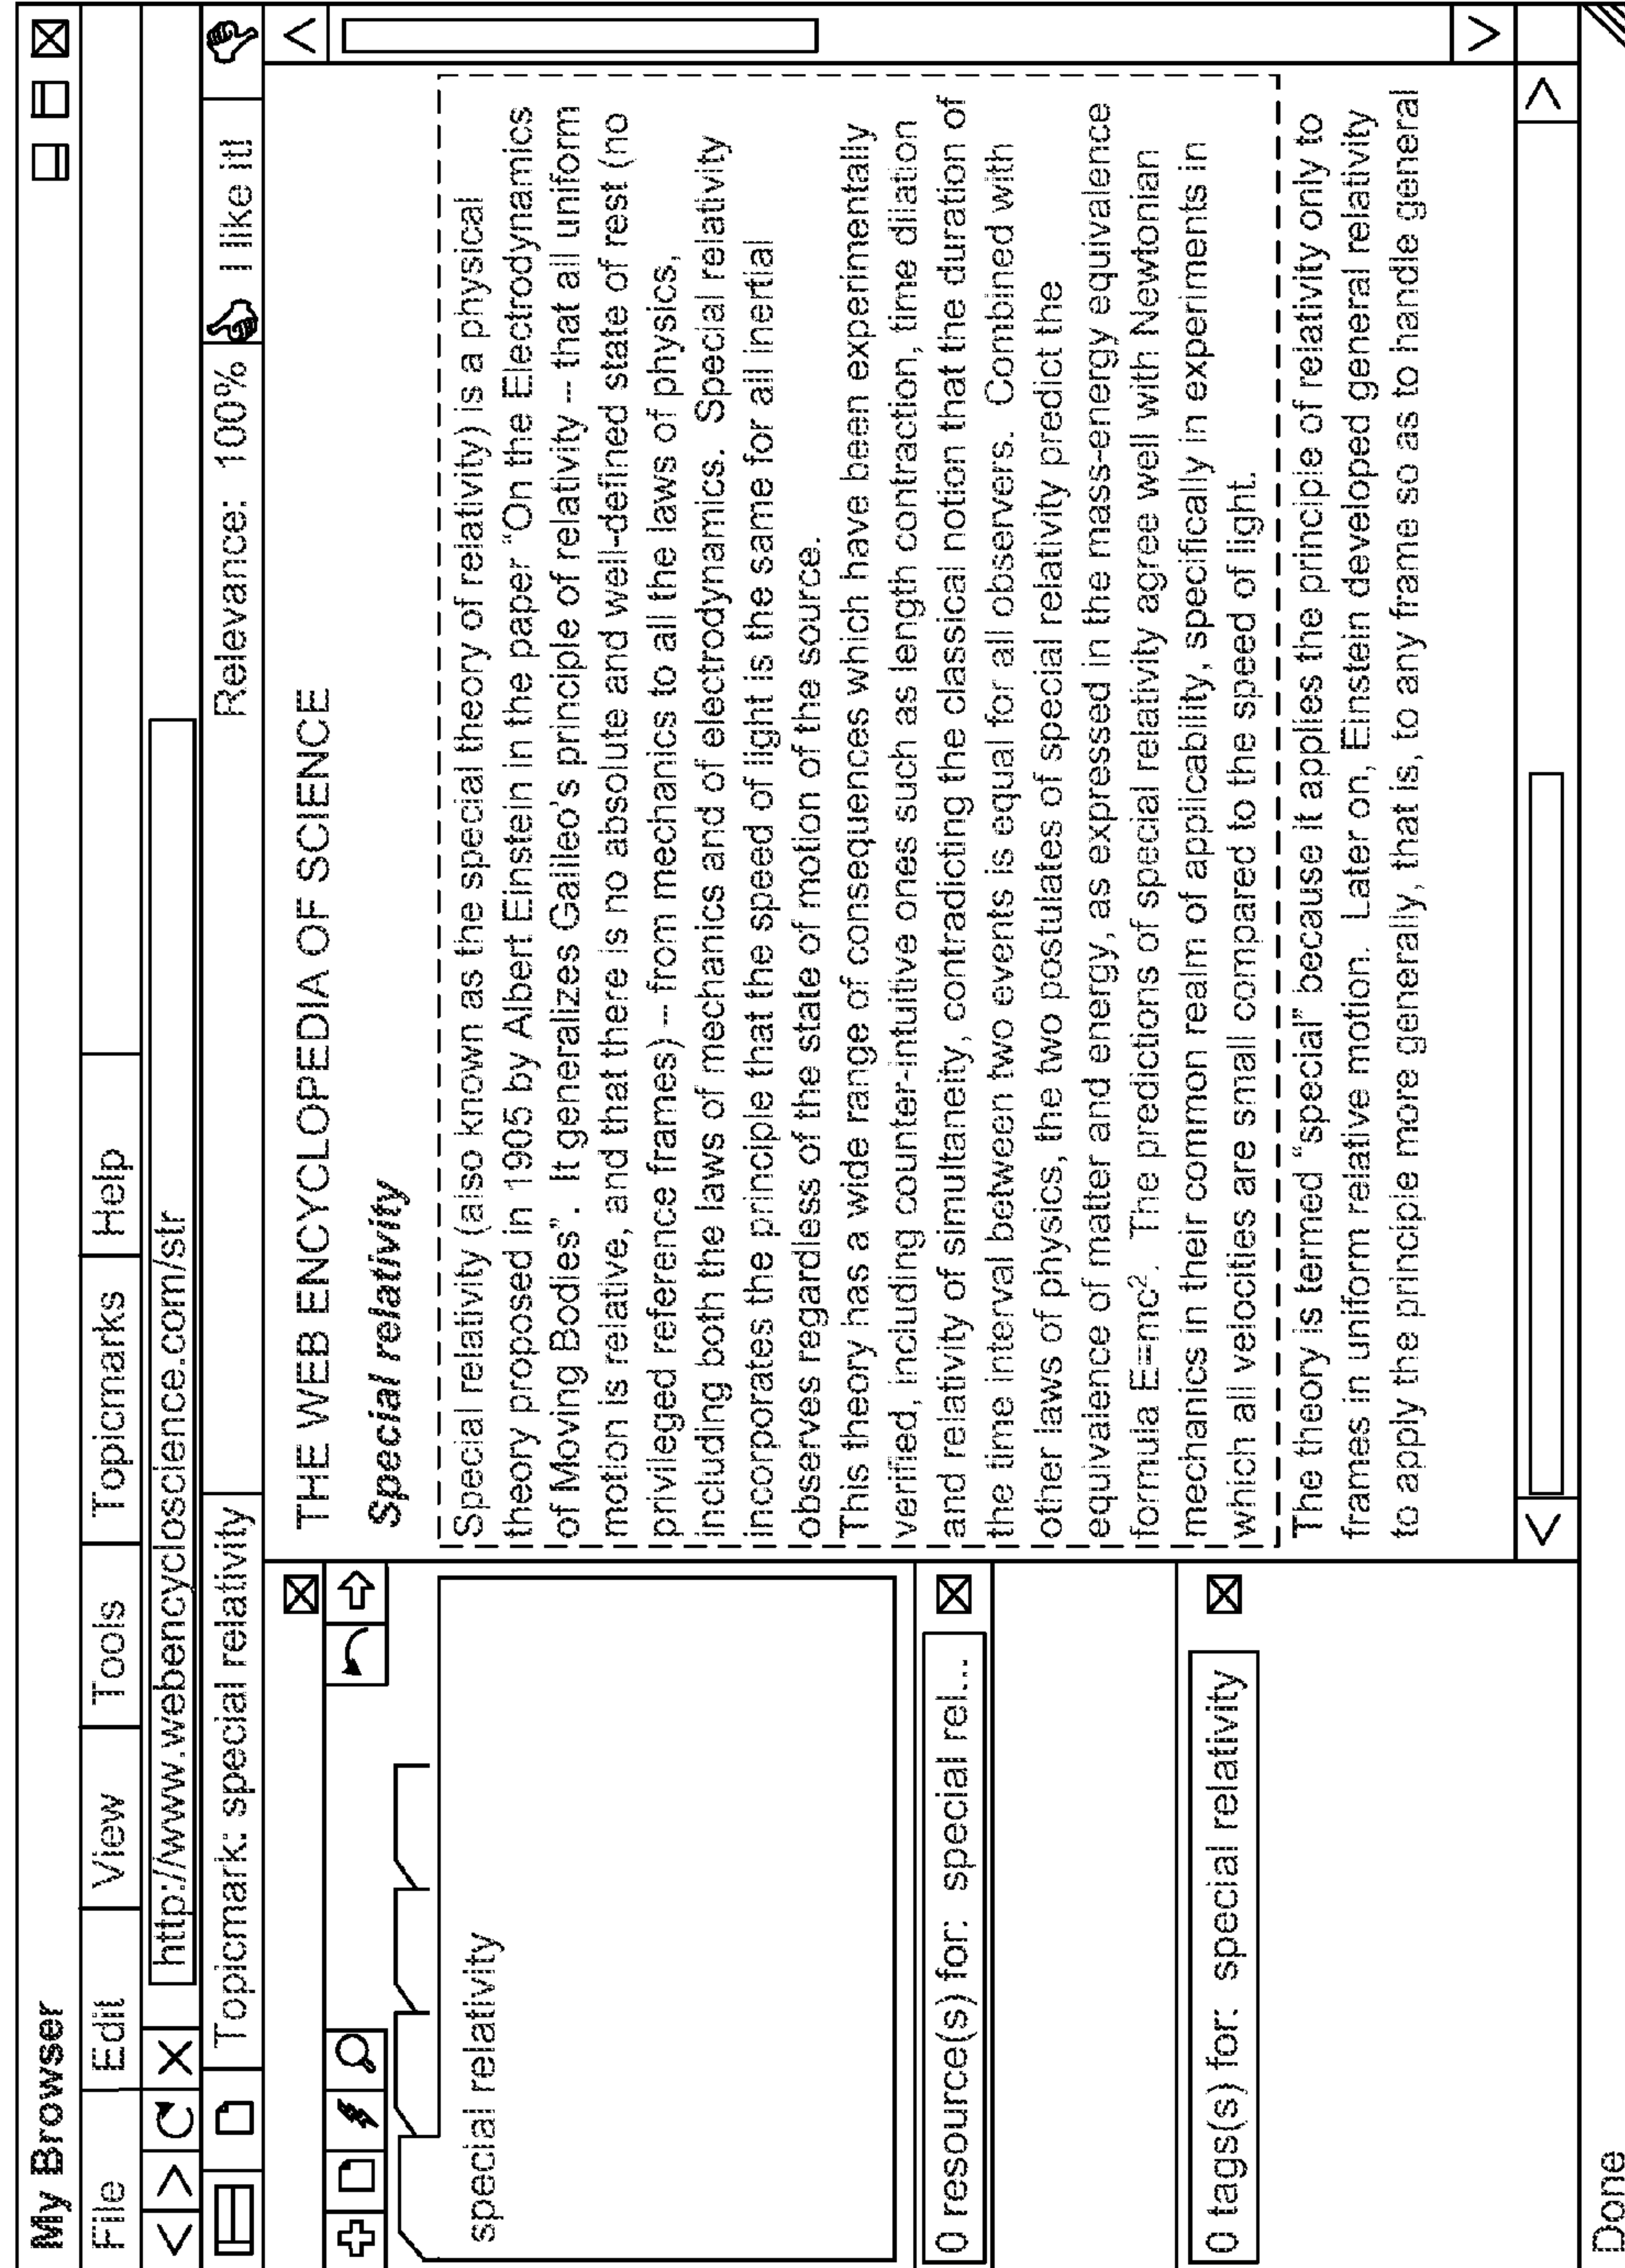 My Browser
File Edit View Tools Topicmarks Help
http://www.webencycloscience.com/str
Topicmark: special relativity Relevance: 100% I like it!
special relativity
0 resource(s) for: special rel...
0 tags(s) for: special relativity
THE WEB ENCYCLOPEDIA OF SCIENCE
Special relativity
Special relativity (also known as the special theory of relativity) is a physical
theory proposed in 1905 by Albert Einstein in the paper "On the Electrodynamics
of Moving Bodies". It generalizes Galileo's principle of relativity -- that all uniform
motion is relative, and that there is no absolute and well-defined state of rest (no
privileged reference frames) -- from mechanics to all the laws of physics,
including both the laws of mechanics and of electrodynamics. Special relativity
incorporates the principle that the speed of light is the same for all inertial
observes regardless of the state of motion of the source.
This theory has a wide range of consequences which have been experimentally
verified, including counter-intuitive ones such as length contraction, time dilation
and relativity of simultaneity, contradicting the classical notion that the duration of
the time interval between two events is equal for all observers. Combined with
other laws of physics, the two postulates of special relativity predict the
equivalence of matter and energy, as expressed in the mass-energy equivalence
formula E=mc². The predictions of special relativity agree well with Newtonian
mechanics in their common realm of applicability, specifically in experiments in
which all velocities are small compared to the speed of light.
The theory is termed "special" because it applies the principle of relativity only to
frames in uniform relative motion. Later on, Einstein developed general relativity
to apply the principle more generally, that is, to any frame so as to handle general
Done